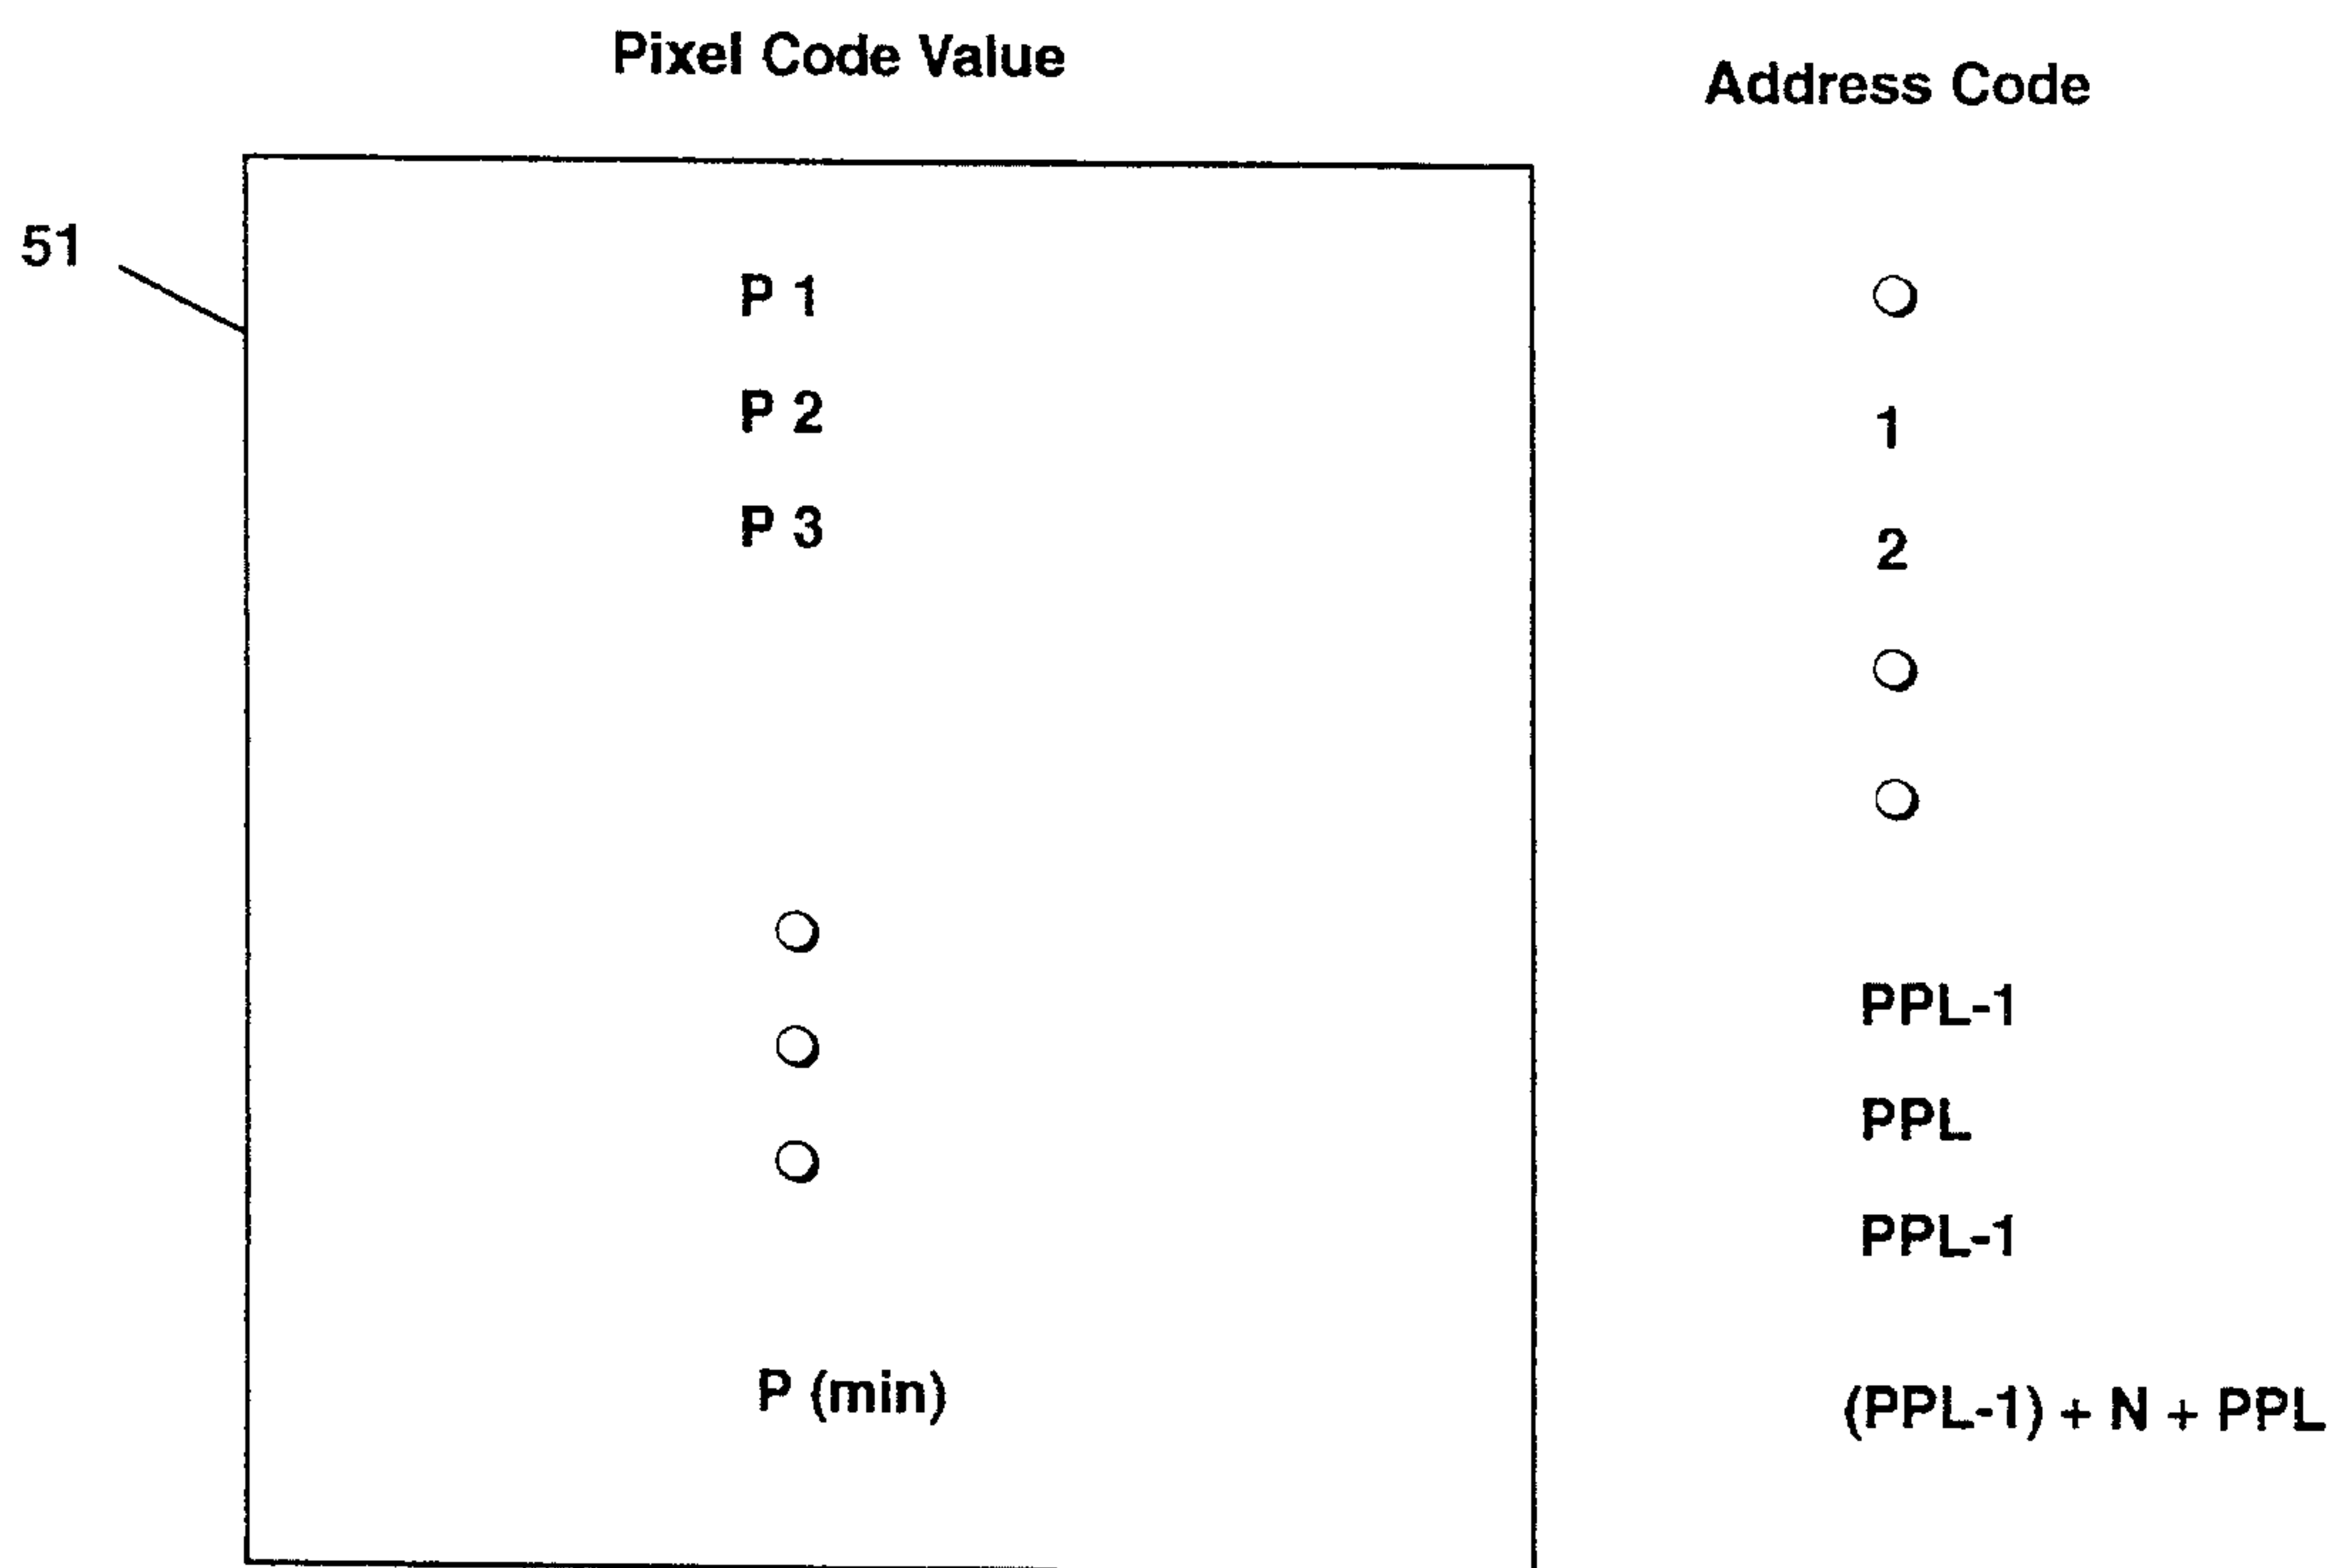 Pixel Code Value
Address Code
51
P 1
P 2
P 3
P (min)
○
1
2
○
○
PPL-1
PPL
PPL-1
(PPL-1) + N + PPL